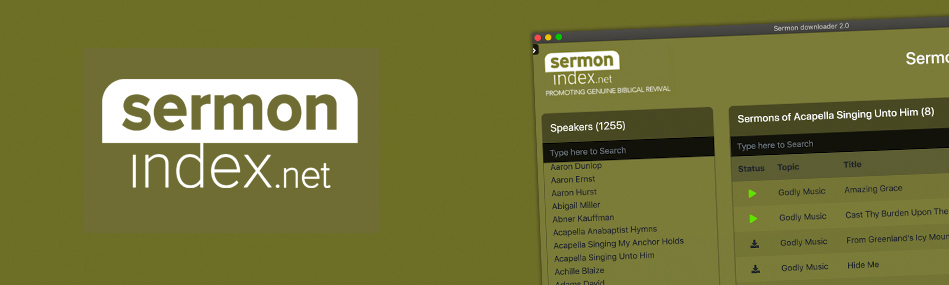 sermon
index.net
Sermon downloader 2.0
sermon
index.net
PROMOTING GENUINE BIBLICAL REVIVAL
Speakers (1255)
Type here to Search
Aaron Dunlop
Aaron Ernst
Aaron Hurst
Abigail Miller
Abner Kauffman
Acapella Anabaptist Hymns
Acapella Singing My Anchor Holds
Acapella Singing Unto Him
Achille Blaize
Adams David
Sermo
Sermons of Acapella Singing Unto Him (8)
Type here to Search
Status Topic Title
Godly Music Amazing Grace
Godly Music Cast Thy Burden Upon The
Godly Music From Greenland's Icy Moun
Godly Music Hide Me